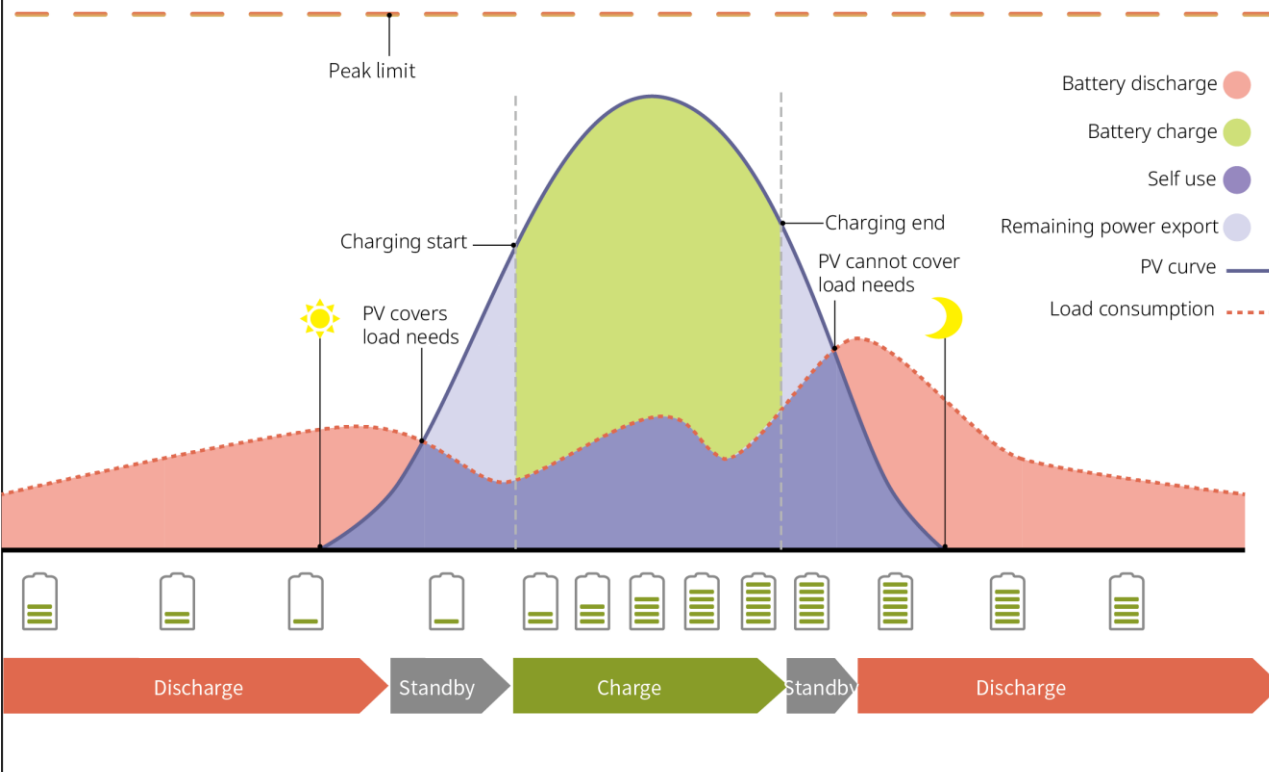 Peak limit
Battery discharge
Battery charge
Self use
Remaining power export
PV curve
Load consumption
Charging start
Charging end
PV covers
load needs
PV cannot cover
load needs
Discharge
Standby
Charge
Standby
Discharge